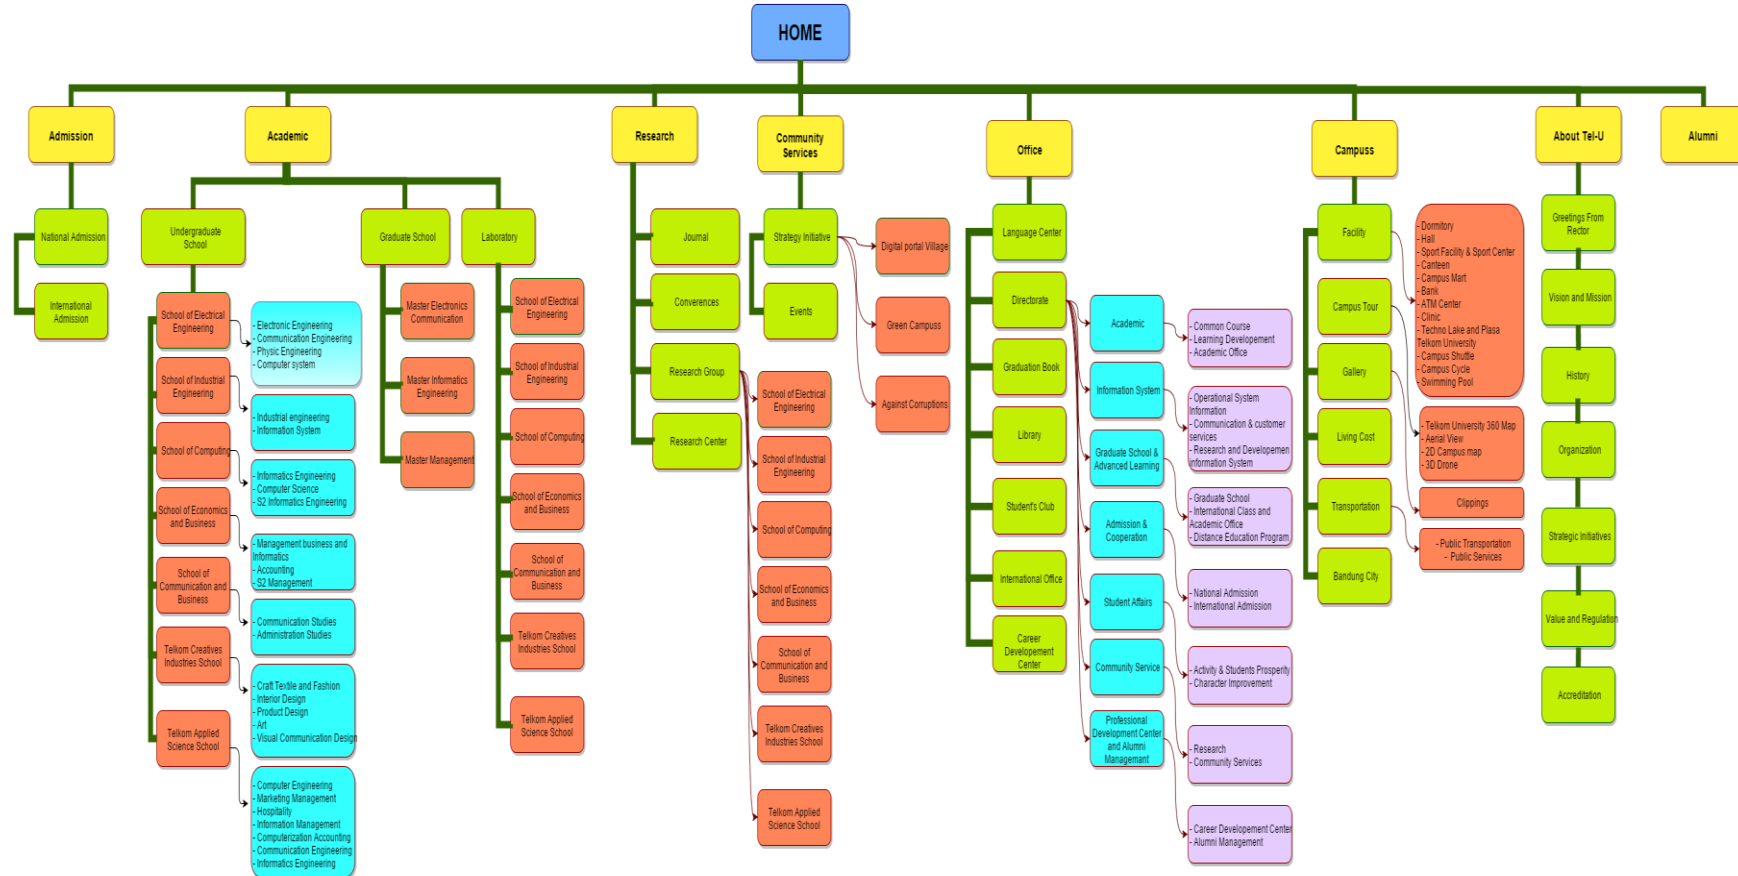 HOME
Admission
Academic
Research
Community
Services
Office
Campuss
About Tel-U
Alumni
National Admission
International
Admission
Undergraduate
School
School of Electrical
Engineering
- Electronic Engineering
- Communication Engineering
- Physic Engineering
- Computer system
School of Industrial
Engineering
- Industrial engineering
- Information System
School of Computing
- Informatics Engineering
- Computer Science
- S2 Informatics Engineering
School of Economics
and Business
- Management business and
Informatics
- Accounting
- S2 Management
School of
Communication and
Business
- Communication Studies
- Administration Studies
Telkom Creatives
Industries School
- Craft Textile and Fashion
- Interior Design
- Product Design
- Art
- Visual Communication Design
Telkom Applied
Science School
- Computer Engineering
- Marketing Management
- Hospitality
- Information Management
- Computerization Accounting
- Communication Engineering
- Informatics Engineering
Graduate School
Master Electronics
Communication
Master Informatics
Engineering
Master Management
Laboratory
School of Electrical
Engineering
School of Industrial
Engineering
School of Computing
School of Economics
and Business
School of
Communication and
Business
Telkom Creatives
Industries School
Telkom Applied
Science School
Journal
Converences
Research Group
Research Center
School of Electrical
Engineering
School of Industrial
Engineering
School of Computing
School of Economics
and Business
School of
Communication and
Business
Telkom Creatives
Industries School
Telkom Applied
Science School
Strategy Initiative
Events
Digital portal Village
Green Campuss
Against Corruptions
Language Center
Directorate
Graduation Book
Library
Student's Club
International Office
Career
Developement
Center
Academic
- Common Course
- Learning Developement
- Academic Office
Information System
- Operational System
Information
- Communication & customer
services
- Research and Developemen
Information System
Graduate School &
Advanced Learning
- Graduate School
- International Class and
Academic Office
- Distance Education Program
Admission &
Cooperation
- National Admission
- International Admission
Student Affairs
- Activity & Students Prosperity
- Character Improvement
Community Service
- Research
- Community Services
Professional
Development Center
and Alumni
Managemant
- Career Developement Center
- Alumni Management
Facility
- Dormitory
- Hall
- Sport Facility & Sport Center
- Canteen
- Campus Mart
- Bank
- ATM Center
- Clinic
- Techno Lake and Plasa
Telkom University
- Campus Shuttle
- Campus Cycle
- Swimming Pool
Campus Tour
- Telkom University 360 Map
- Aerial View
- 2D Campus map
- 3D Drone
Gallery
Clippings
Living Cost
Transportation
- Public Transportation
- Public Services
Bandung City
Greetings From
Rector
Vision and Mission
History
Organization
Strategic Initiatives
Value and Regulation
Accreditation